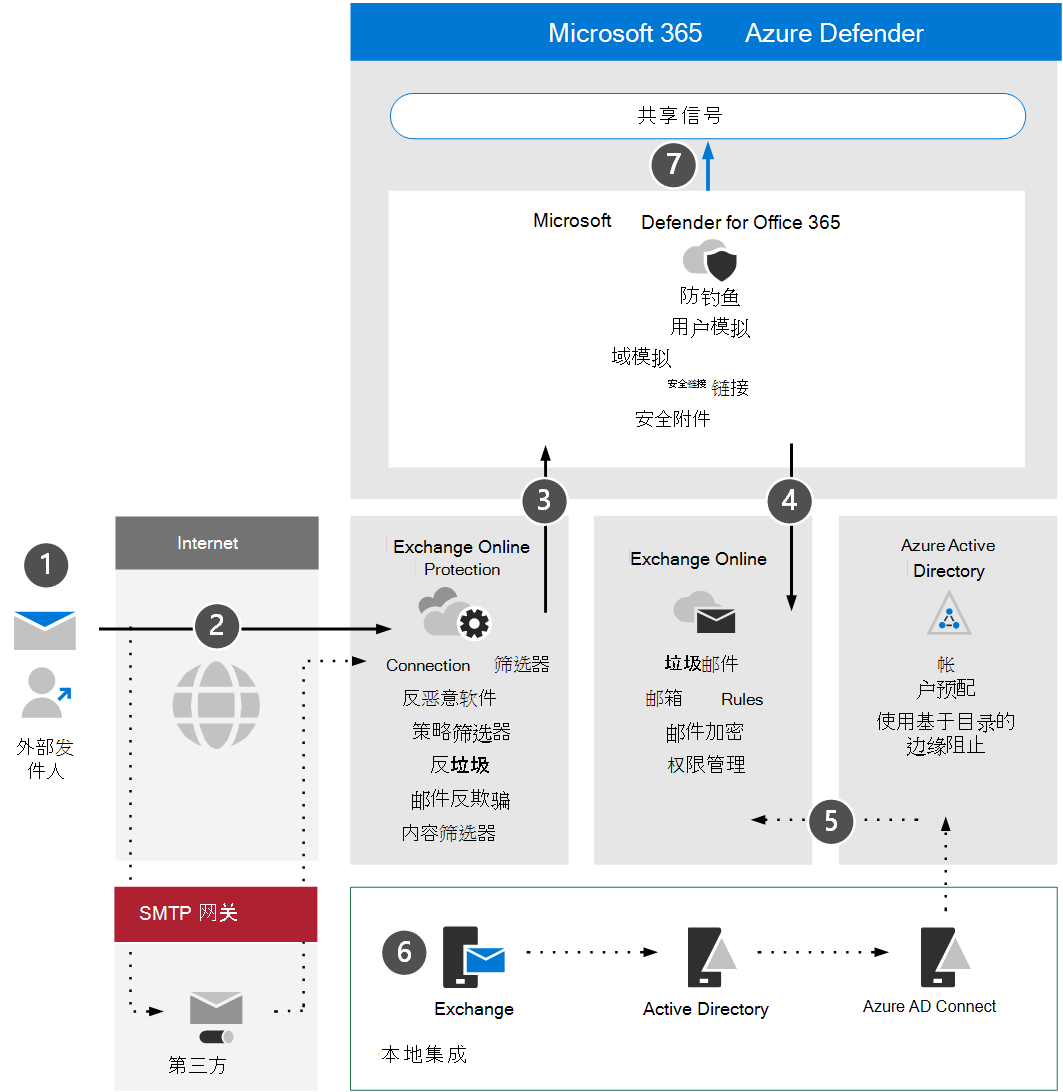 Microsoft 365 Azure Defender
共享信号
7
Microsoft Defender for Office 365
防钓鱼
用户模拟
域模拟
安全链接 链接
安全附件
3
4
1
外部发
件人
Internet
2
Exchange Online
Protection
Connection 筛选器
反恶意软件
策略筛选器
反垃圾
邮件反欺骗
内容筛选器
Exchange Online
垃圾邮件
邮箱 Rules
邮件加密
权限管理
Azure Active
Directory
帐
户预配
使用基于目录的
边缘阻止
5
SMTP 网关
第三方
6
Exchange
Active Directory
Azure AD Connect
本地集成